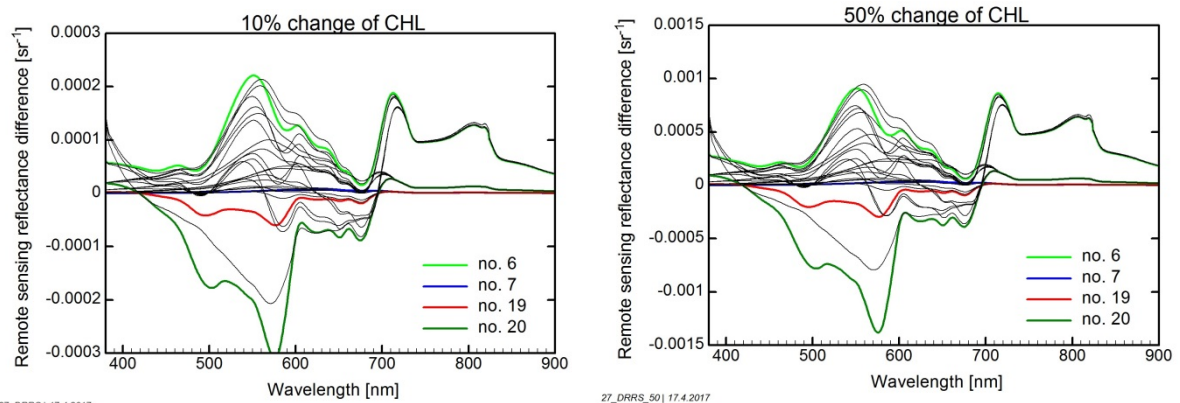 10% change of CHL
Remote sensing reflectance difference [sr-1]
0.0003
0.0002
0.0001
0
-0.0001
-0.0002
-0.0003
400 500 600 700 800 900
Wavelength [nm]
no. 6
no. 7
no. 19
no. 20
50% change of CHL
Remote sensing reflectance difference [sr-1]
0.0015
0.001
0.0005
0
-0.0005
-0.001
-0.0015
400 500 600 700 800 900
Wavelength [nm]
no. 6
no. 7
no. 19
no. 20
27_DRRS_50 | 17.4.2017